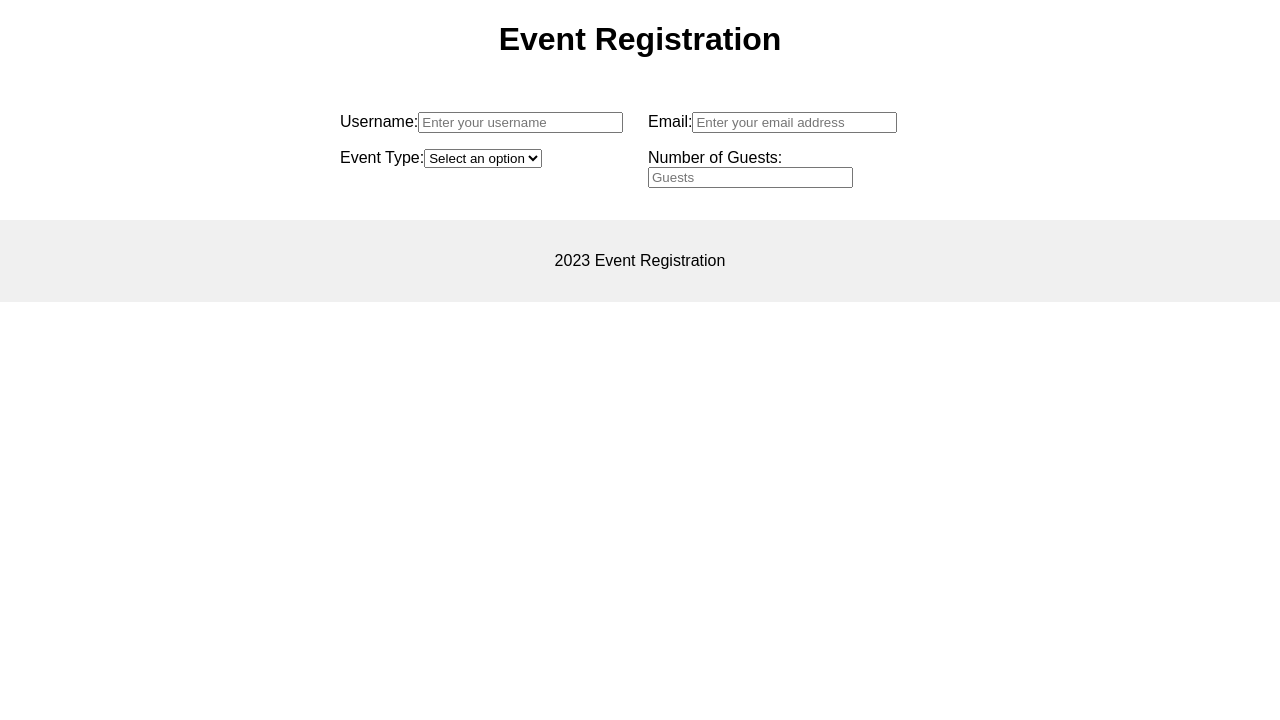 Event Registration
Username: Enter your username Email: Enter your email address
Event Type: Select an option Number of Guests:
Guests
2023 Event Registration